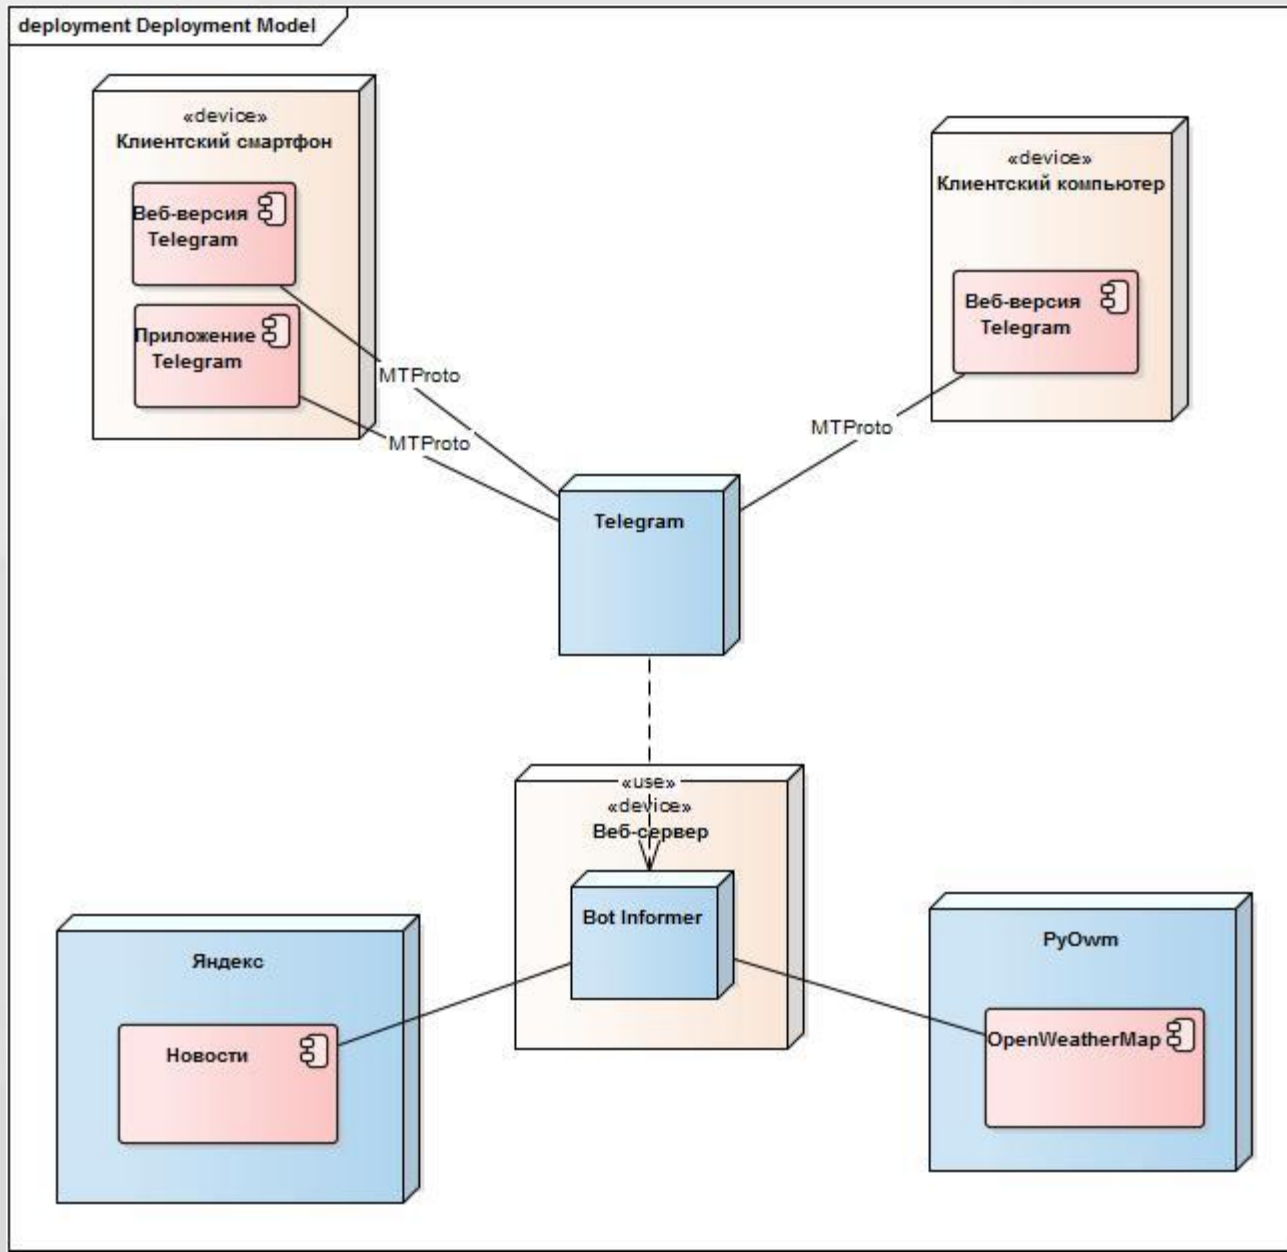 deployment Deployment Model
«device»
Клиентский смартфон
Веб-версия
Telegram
Приложение
Telegram
«device»
Клиентский компьютер
Веб-версия
Telegram
MTProto
MTProto
MTProto
Telegram
«use»
«device»
Веб-сервер
Bot Informer
Яндекс
Новости
PyOwm
OpenWeatherMap